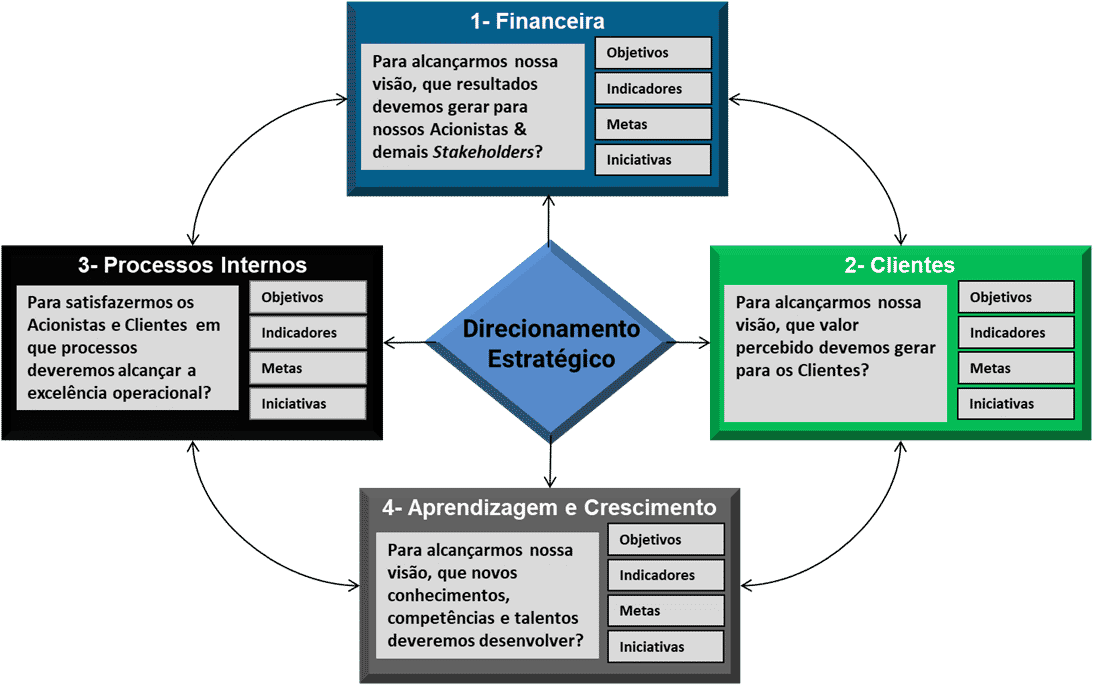 1- Financeira
Para alcançarmos nossa
visão, que resultados
devemos gerar para
nossos Acionistas &
demais Stakeholders?
Objetivos
Indicadores
Metas
Iniciativas
3- Processos Internos
Para satisfazermos os
Acionistas e Clientes em
que processos
deveremos alcançar a
excelência operacional?
Objetivos
Indicadores
Metas
Iniciativas
Direcionamento
Estratégico
2- Clientes
Para alcançarmos nossa
visão, que valor
percebido devemos gerar
para os Clientes?
Objetivos
Indicadores
Metas
Iniciativas
4- Aprendizagem e Crescimento
Para alcançarmos nossa
visão, que novos
conhecimentos,
competências e talentos
deveremos desenvolver?
Objetivos
Indicadores
Metas
Iniciativas